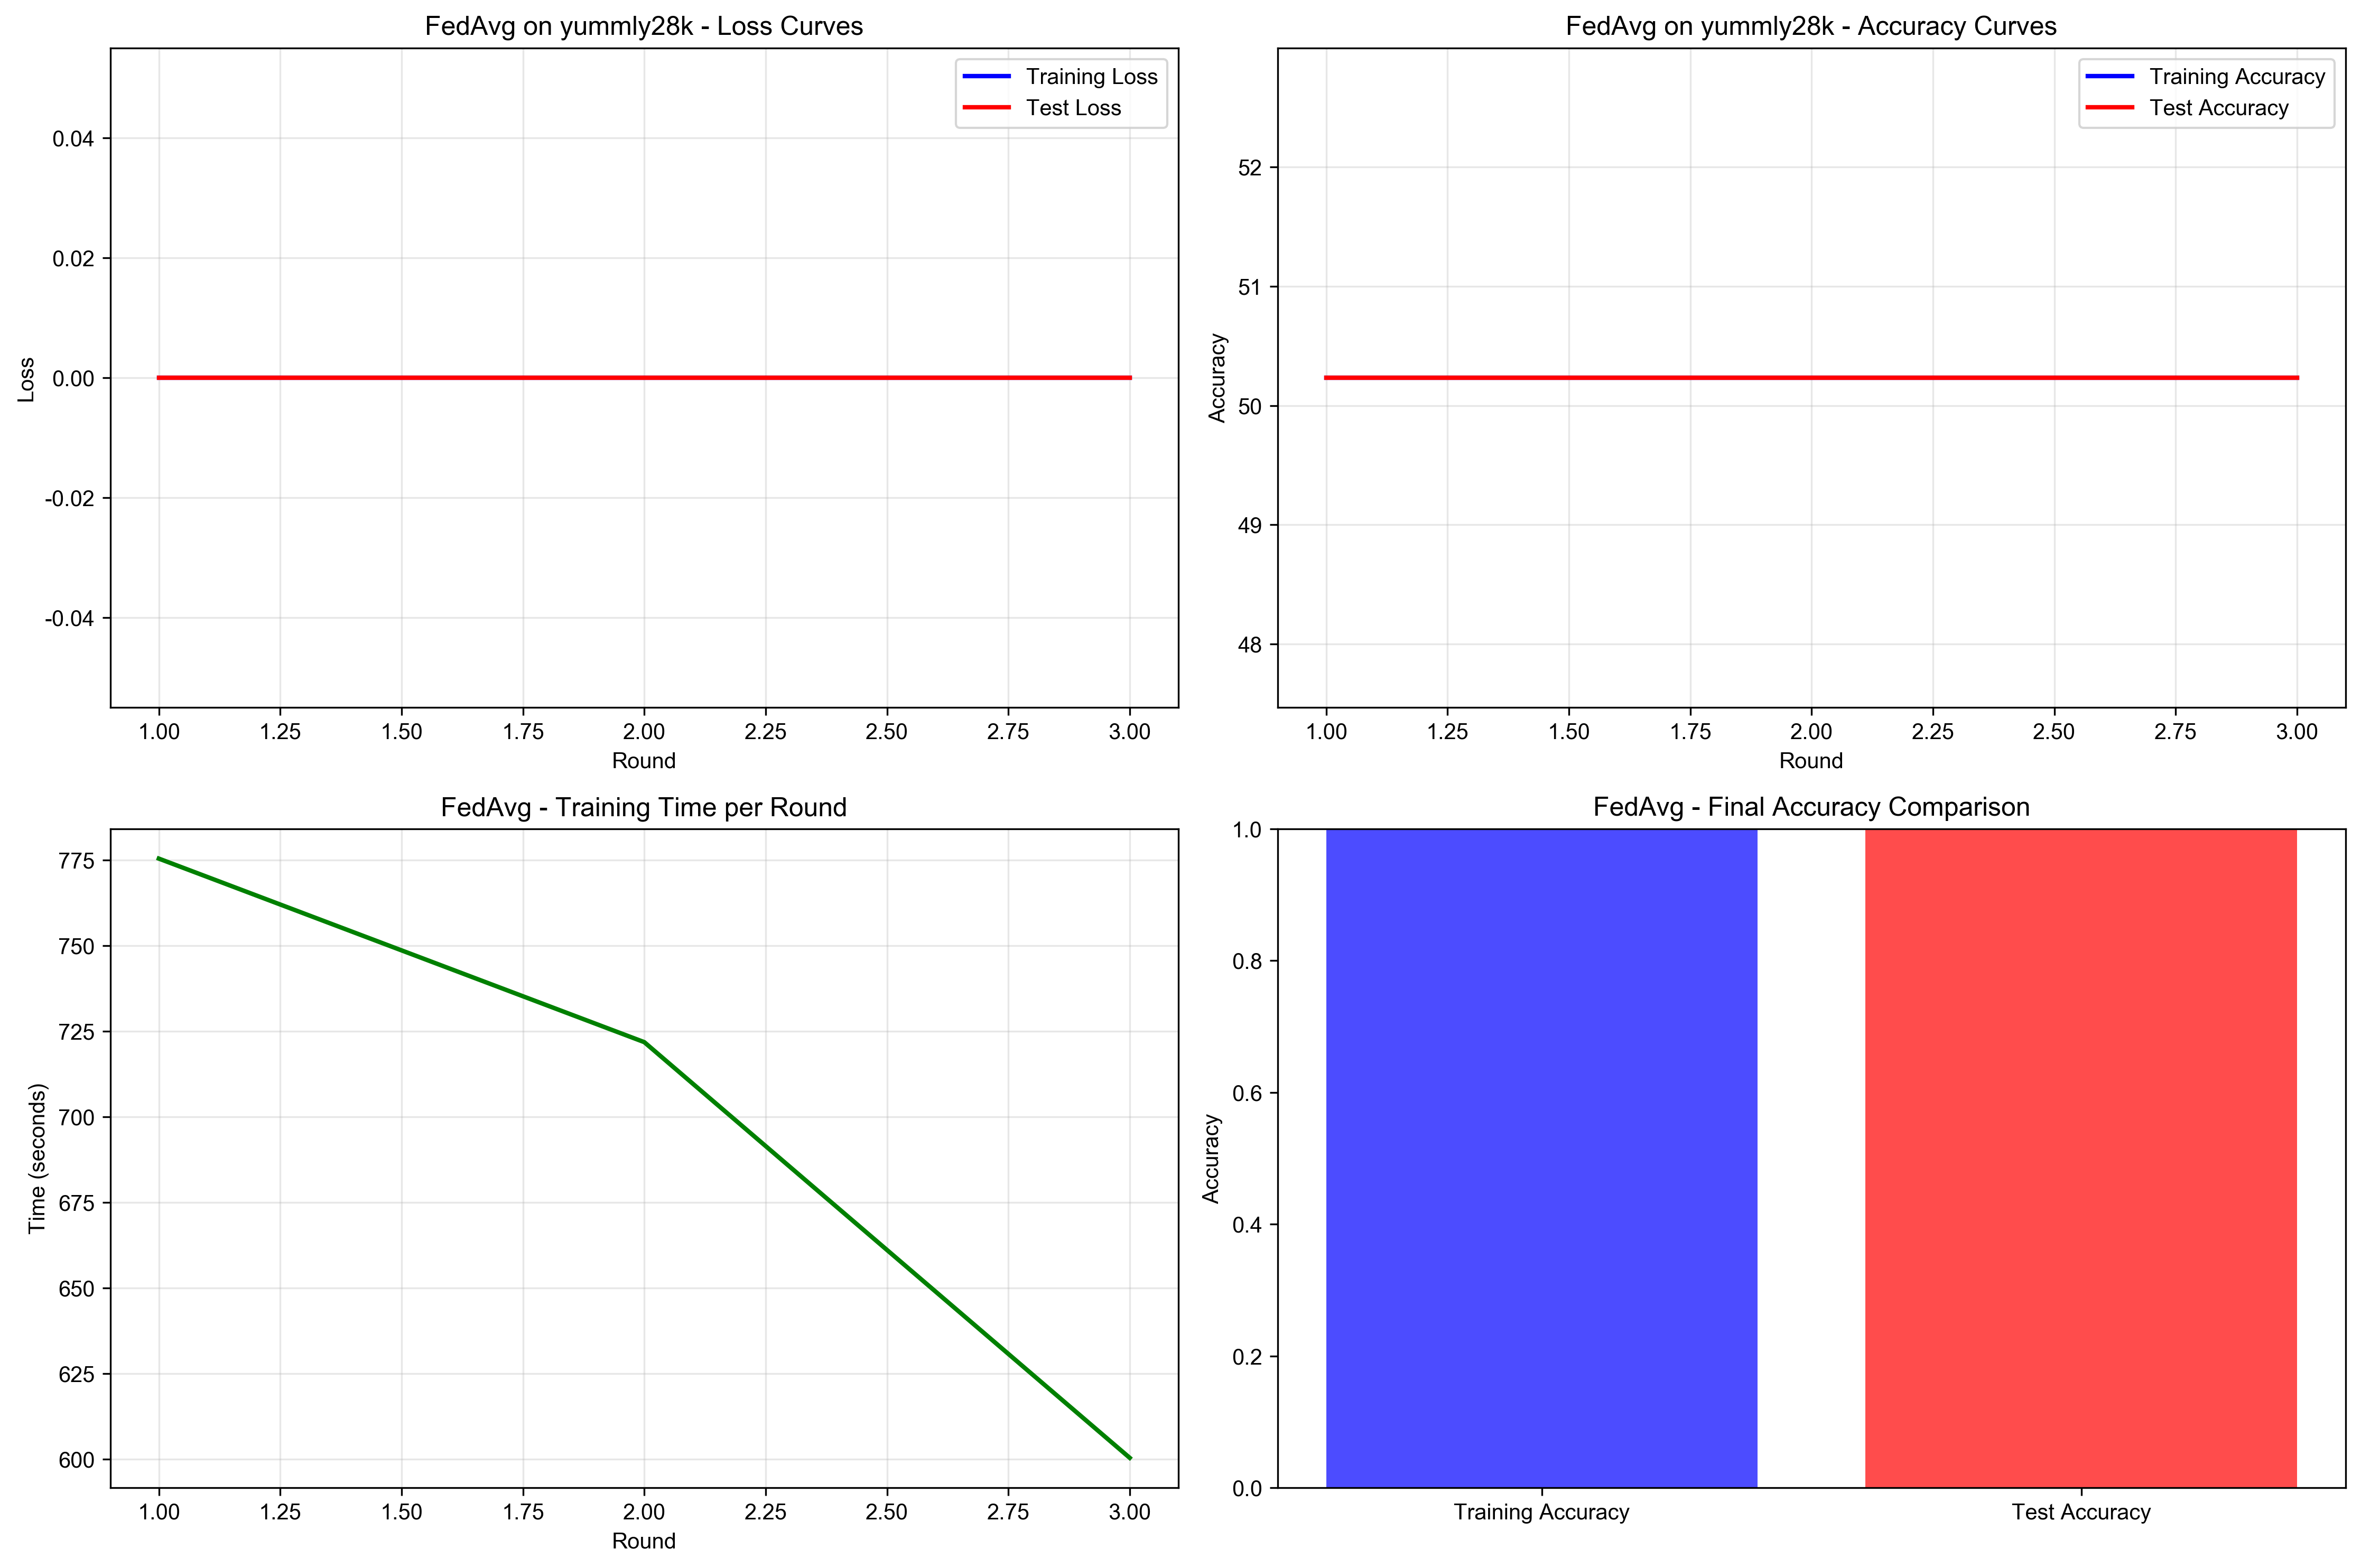 FedAvg on yummly28k - Loss Curves
Training Loss
Test Loss
0.04
0.02
0.00
-0.02
-0.04
Loss
1.00 1.25 1.50 1.75 2.00 2.25 2.50 2.75 3.00
Round
FedAvg on yummly28k - Accuracy Curves
Training Accuracy
Test Accuracy
52
51
50
49
48
Accuracy
1.00 1.25 1.50 1.75 2.00 2.25 2.50 2.75 3.00
Round
FedAvg - Training Time per Round
775
750
725
700
675
650
625
600
Time (seconds)
1.00 1.25 1.50 1.75 2.00 2.25 2.50 2.75 3.00
Round
FedAvg - Final Accuracy Comparison
1.0
0.8
0.6
0.4
0.2
0.0
Accuracy
Training Accuracy Test Accuracy